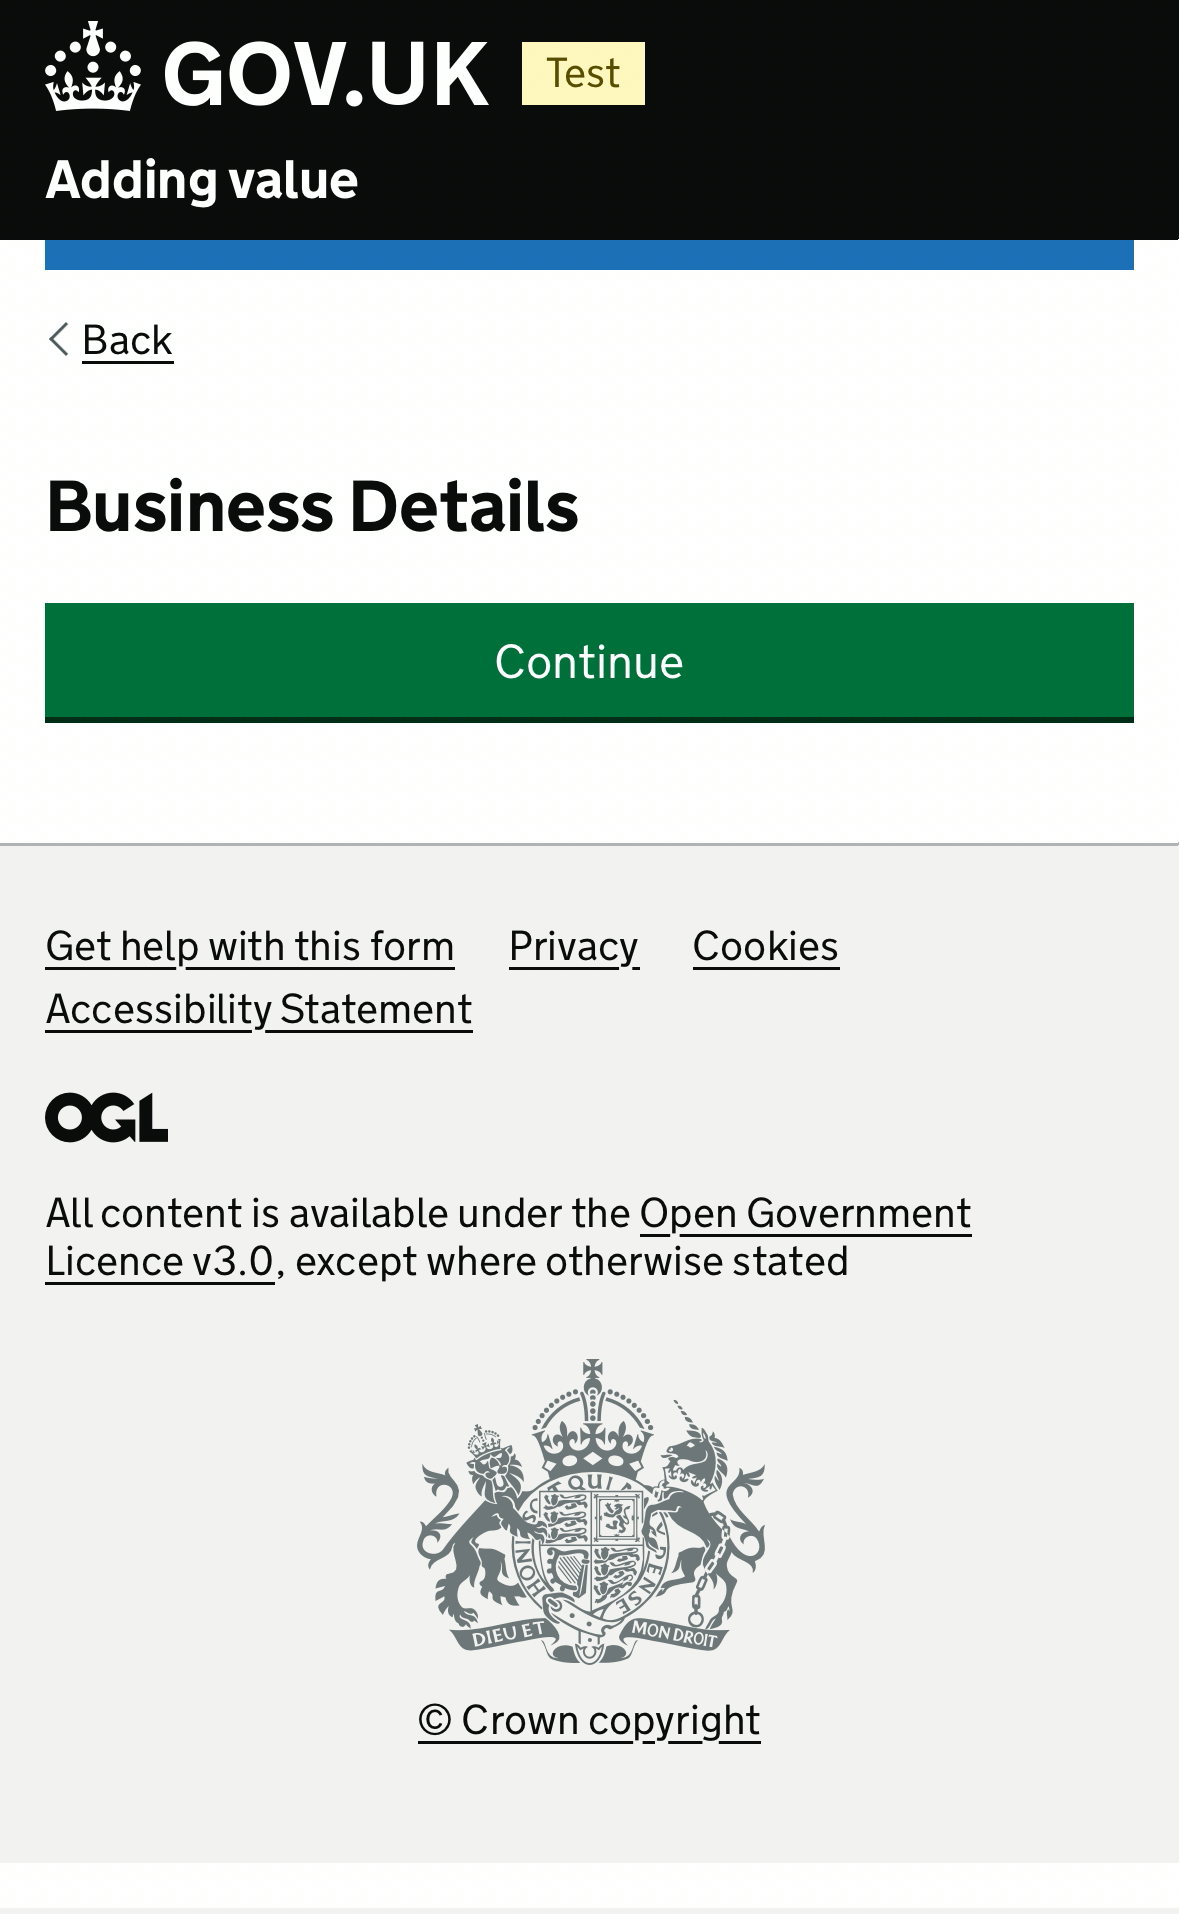 GOV.UK Test
Adding value
Back
Business Details
Continue
Get help with this form Privacy Cookies
Accessibility Statement
OGL
All content is available under the Open Government
Licence v3.0, except where otherwise stated
QUI
HONI
PENSE
DIEU ET MON DROIT
© Crown copyright